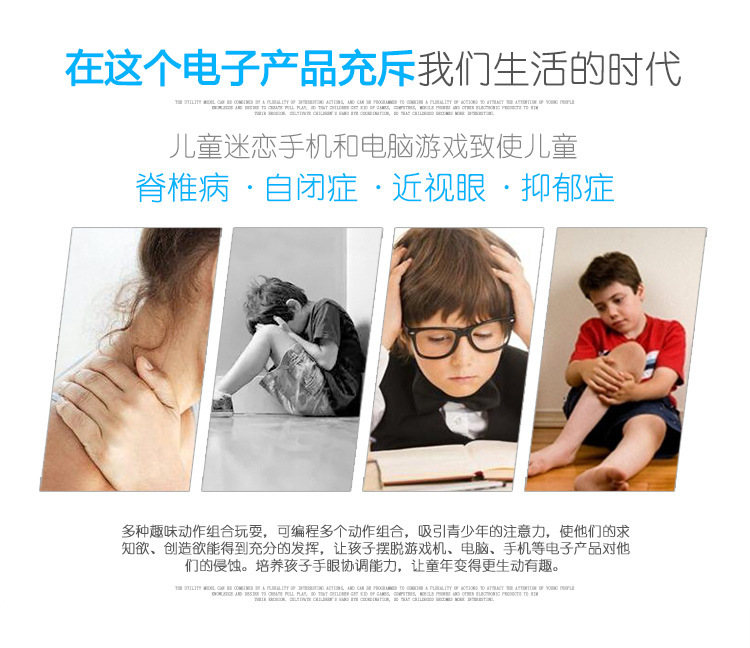 在这个电子产品充斥我们生活的时代
THE UTILITY MODEL CAN BE COMBINED BY A PLURALITY OF INTERESTING ACTIONS, AND CAN BE PROGRAMMED TO COMBINE A PLURALITY OF ACTIONS TO ATTRACT THE ATTENTION OF YOUNG PEOPLE
KNOWLEDGE AND DESIRE TO CREATE FULL PLAY, SO THAT CHILDREN GET RID OF GAMES, COMPUTERS, MOBILE PHONES AND OTHER ELECTRONIC PRODUCTS TO HIM
THEIR EROSION. CULTIVATE CHILDREN'S HAND EYE COORDINATION, SO THAT CHILDHOOD BECOMES MORE INTERESTING.
儿童迷恋手机和电脑游戏致使儿童
脊椎病 · 自闭症 · 近视眼 · 抑郁症
多种趣味动作组合玩耍，可编程多个动作组合，吸引青少年的注意力，使他们的求
知欲、创造欲能得到充分的发挥，让孩子摆脱游戏机、电脑、手机等电子产品对他
们的侵蚀。培养孩子手眼协调能力，让童年变得更生动有趣。
THE UTILITY MODEL CAN BE COMBINED BY A PLURALITY OF INTERESTING ACTIONS, AND CAN BE PROGRAMMED TO COMBINE A PLURALITY OF ACTIONS TO ATTRACT THE ATTENTION OF YOUNG PEOPLE
KNOWLEDGE AND DESIRE TO CREATE FULL PLAY, SO THAT CHILDREN GET RID OF GAMES, COMPUTERS, MOBILE PHONES AND OTHER ELECTRONIC PRODUCTS TO HIM
THEIR EROSION. CULTIVATE CHILDREN'S HAND EYE COORDINATION, SO THAT CHILDHOOD BECOMES MORE INTERESTING.